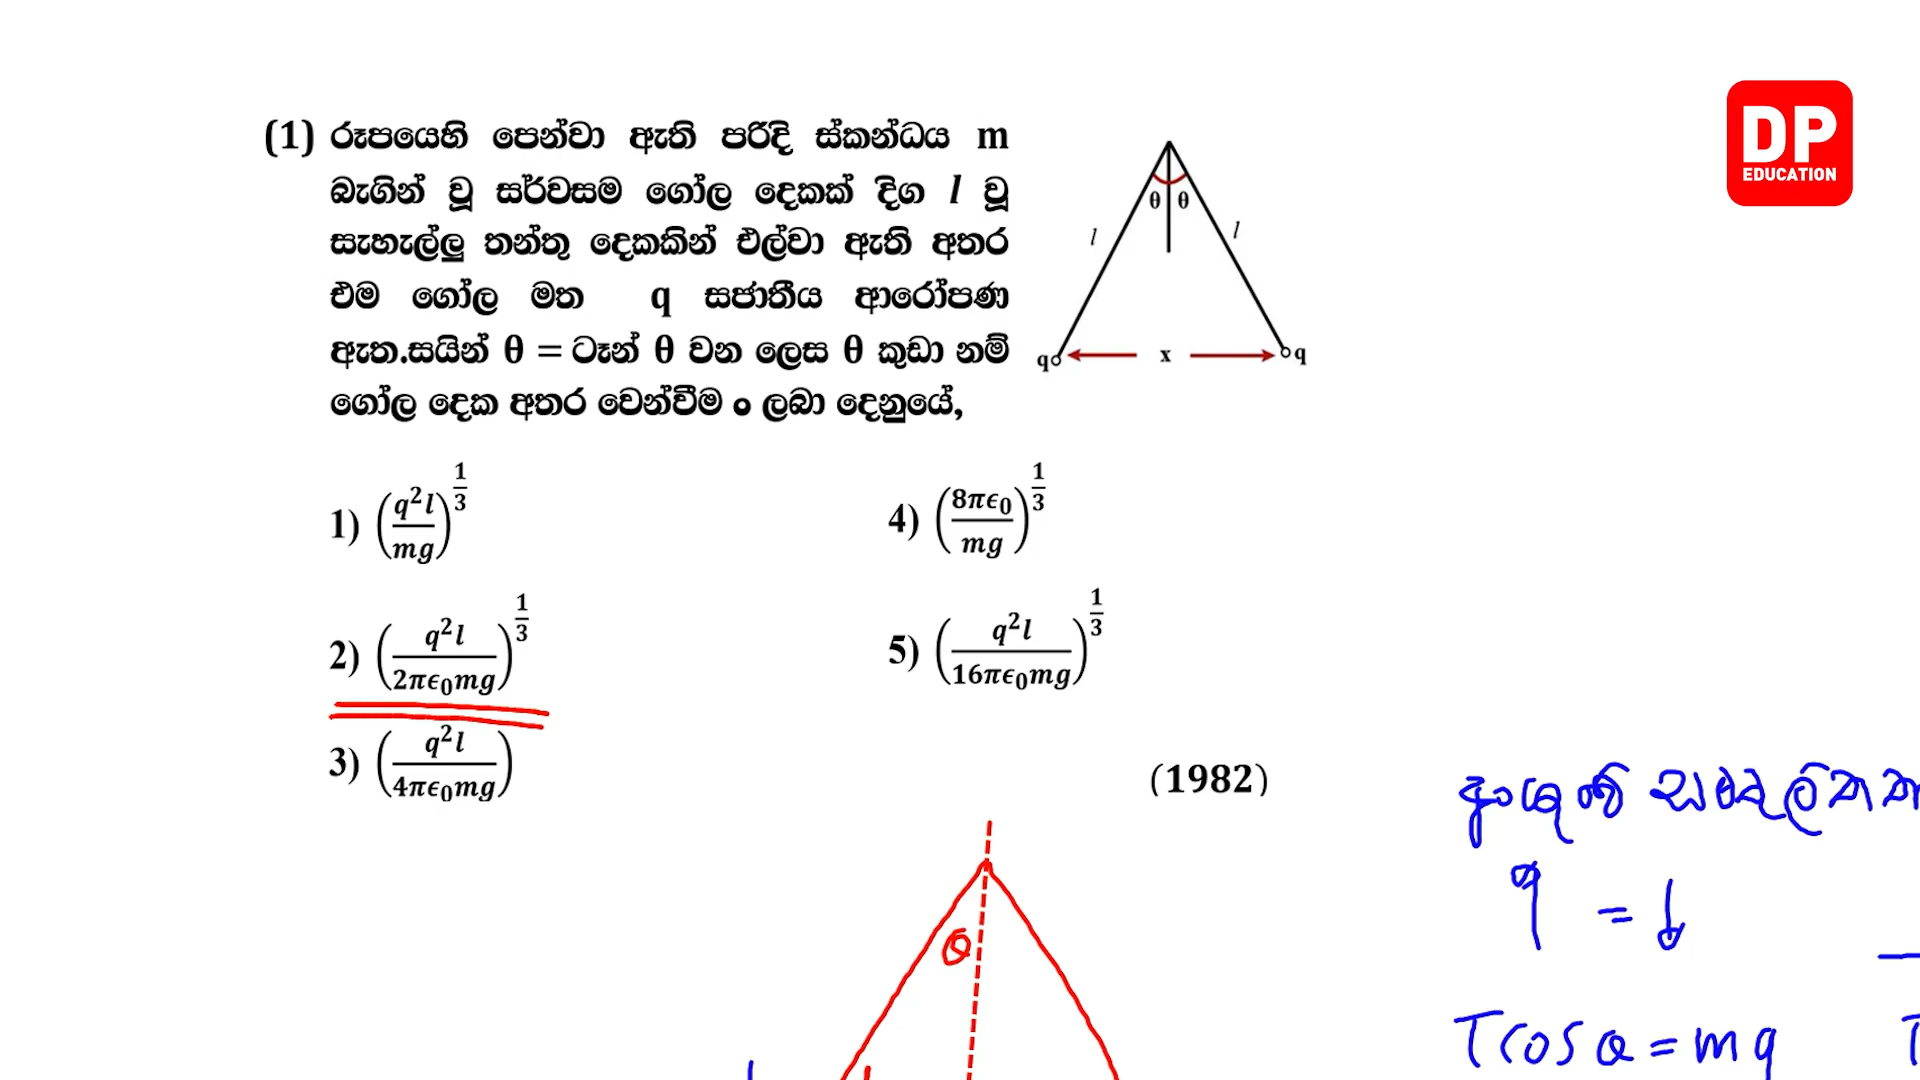 DP
EDUCATION
(1) රූපයෙහි පෙන්වා ඇති පරිදි ස්කන්ධය m
බැගින් වූ සර්වසම ගෝල දෙකක් දිග l වූ
සැහැල්ලු තන්තු දෙකකින් එල්වා ඇති අතර
එම ගෝල මත q සජාතීය ආරෝපණ
ඇත.සයින් θ = ටෑන් θ වන ලෙස θ කුඩා නම්
ගෝල දෙක අතර වෙන්වීම ං ලබා දෙනුයේ,
θ θ
l l
q x q
1) (q²l/mg)^(1/3)
2) (q²l/2πϵ₀mg)^(1/3)
3) (q²l/4πϵ₀mg)
4) (8πϵ₀/mg)^(1/3)
5) (q²l/16πϵ₀mg)^(1/3)
(1982)
θ
= 
T cos θ = mg
T